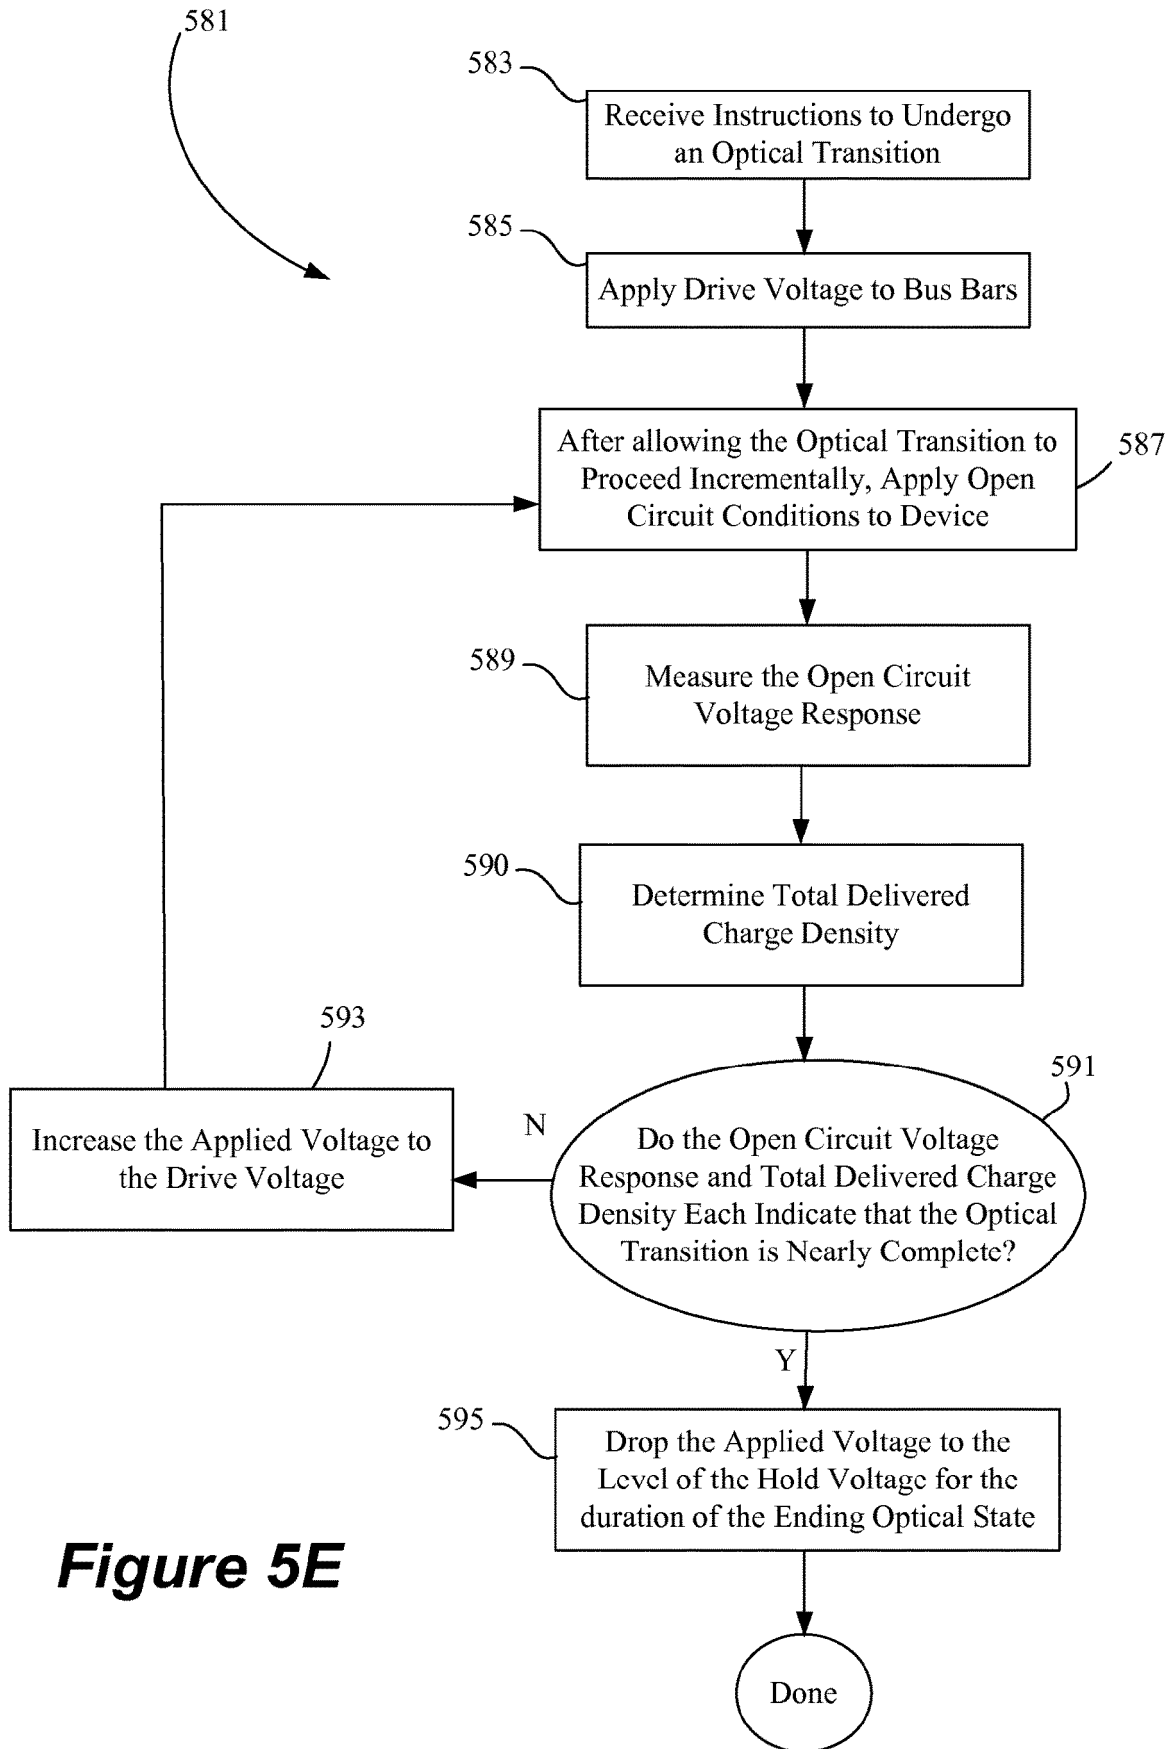 581
583
Receive Instructions to Undergo
an Optical Transition
585
Apply Drive Voltage to Bus Bars
After allowing the Optical Transition to
Proceed Incrementally, Apply Open
Circuit Conditions to Device
587
589
Measure the Open Circuit
Voltage Response
590
Determine Total Delivered
Charge Density
593
Increase the Applied Voltage to
the Drive Voltage
N
591
Do the Open Circuit Voltage
Response and Total Delivered Charge
Density Each Indicate that the Optical
Transition is Nearly Complete?
Y
595
Drop the Applied Voltage to the
Level of the Hold Voltage for the
duration of the Ending Optical State
Figure 5E
Done